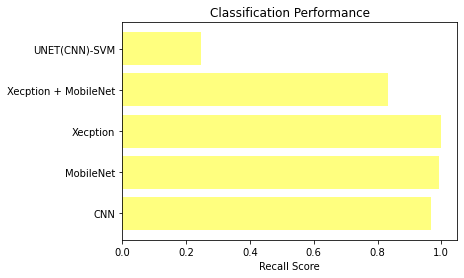 Classification Performance
UNET(CNN)-SVM
Xecption + MobileNet
Xecption
MobileNet
CNN
0.0 0.2 0.4 0.6 0.8 1.0
Recall Score